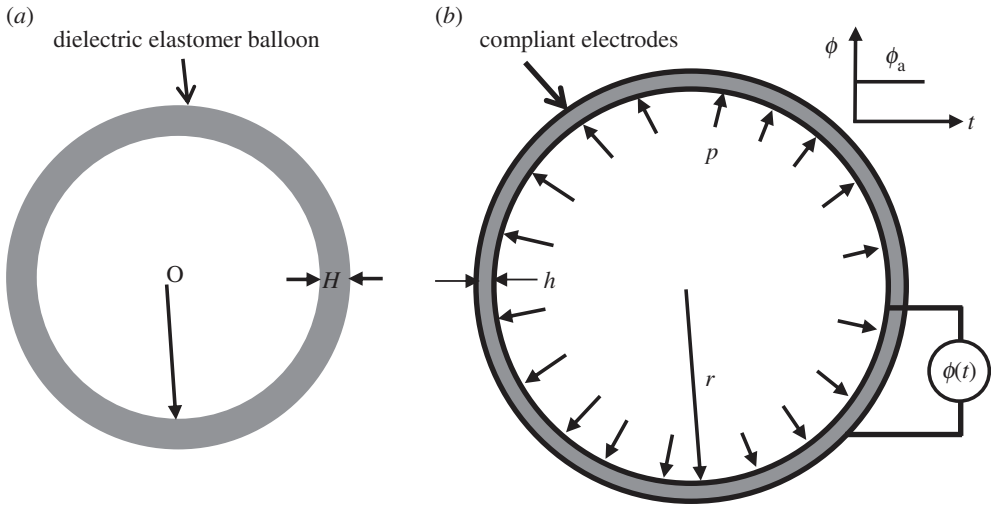 (a)
dielectric elastomer balloon
O
H
(b)
compliant electrodes
ϕ
ϕa
t
p
h
r
ϕ(t)